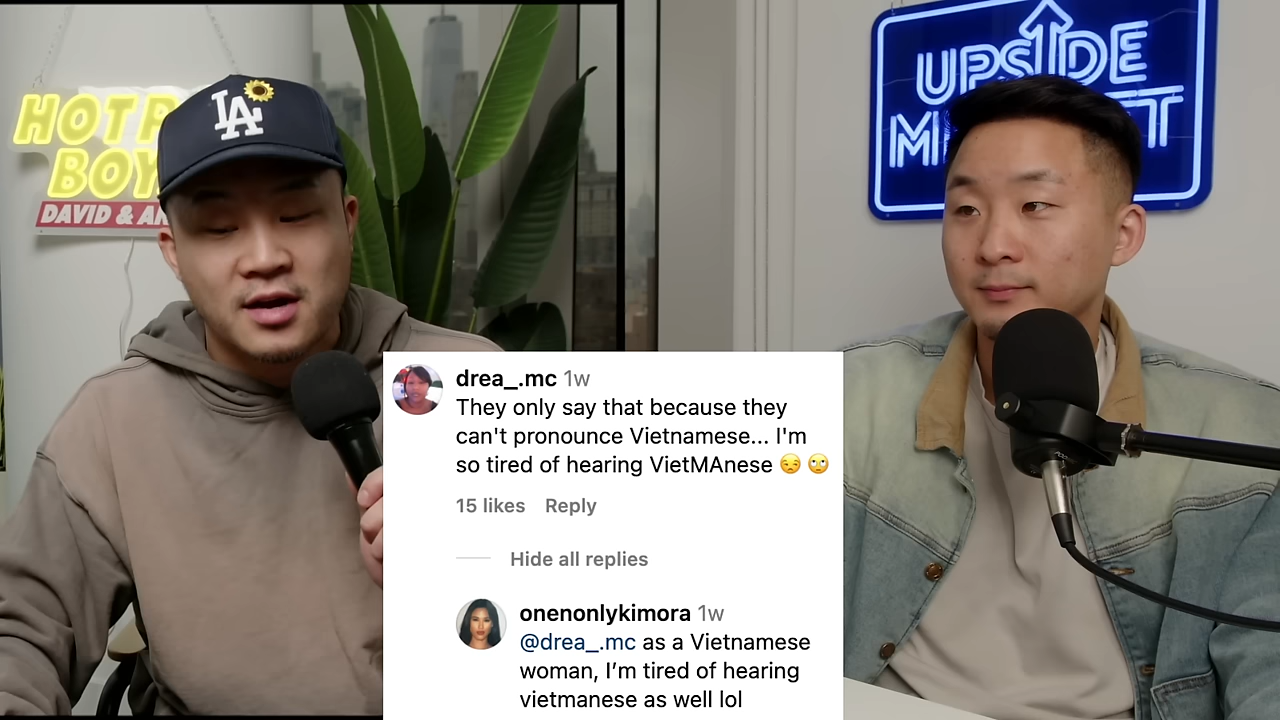 HOT P
BOY
DAVID & AN
LA
UPSIDE
M
T
drea_.mc 1w
They only say that because they
can't pronounce Vietnamese... I'm
so tired of hearing VietMAnese 😒 🙄
15 likes Reply
Hide all replies
onenonlykimora 1w
@drea_.mc as a Vietnamese
woman, I’m tired of hearing
vietmanese as well lol